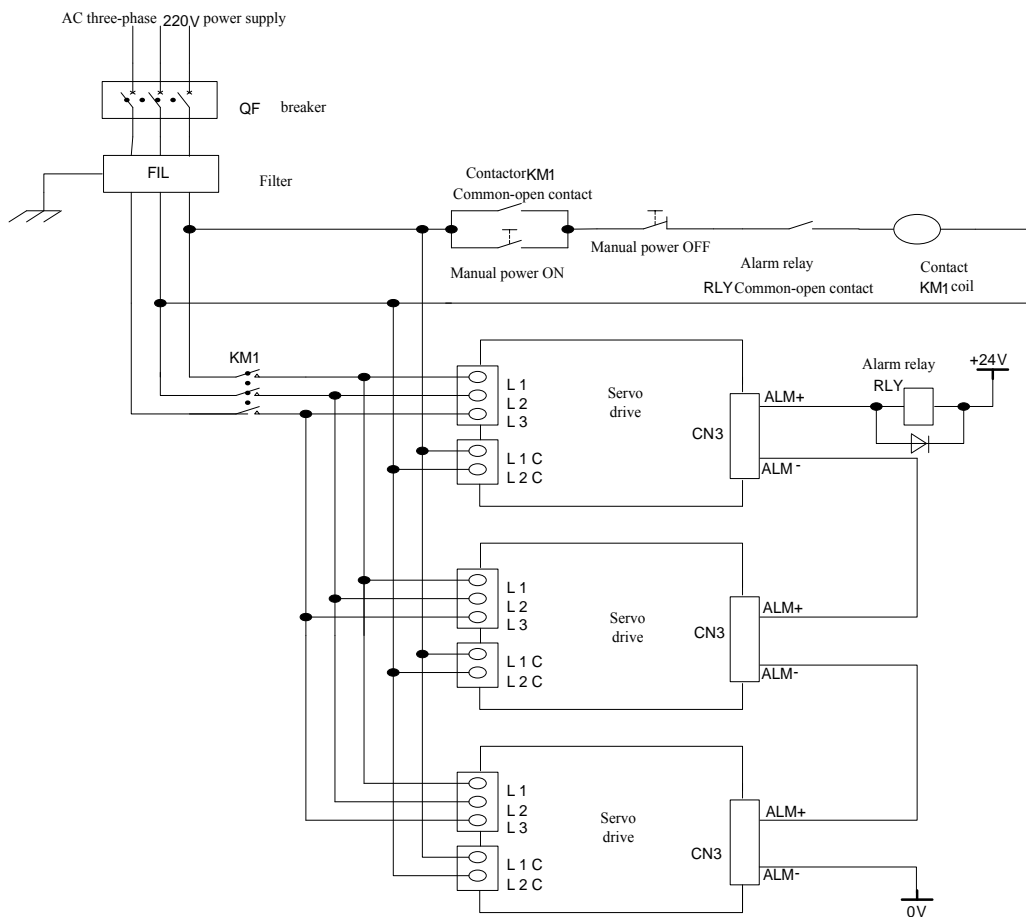 AC three-phase 220V power supply
QF breaker
FIL
Filter
Contactor KM1
Common-open contact
Manual power ON
Manual power OFF
Alarm relay
RLY Common-open contact
Contact
KM1 coil
KM1
L1
L2
L3
L1C
L2C
Servo
drive
CN3
ALM+
ALM-
Alarm relay
RLY
+24V
L1
L2
L3
L1C
L2C
Servo
drive
CN3
ALM+
ALM-
L1
L2
L3
L1C
L2C
Servo
drive
CN3
ALM+
ALM-
0V